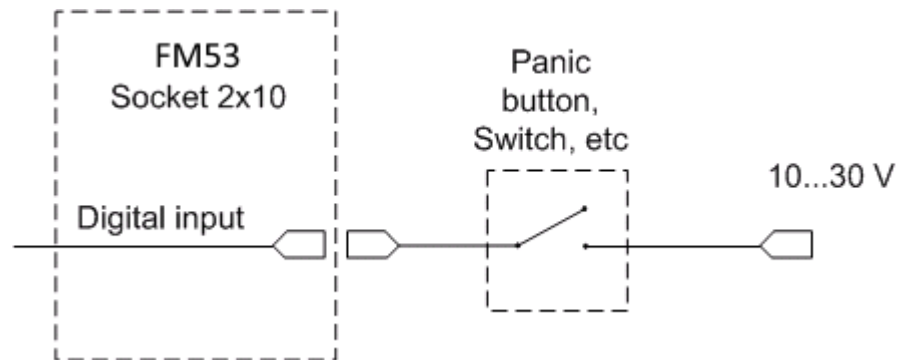 FM53
Socket 2x10
Panic
button,
Switch, etc
10...30 V
Digital input